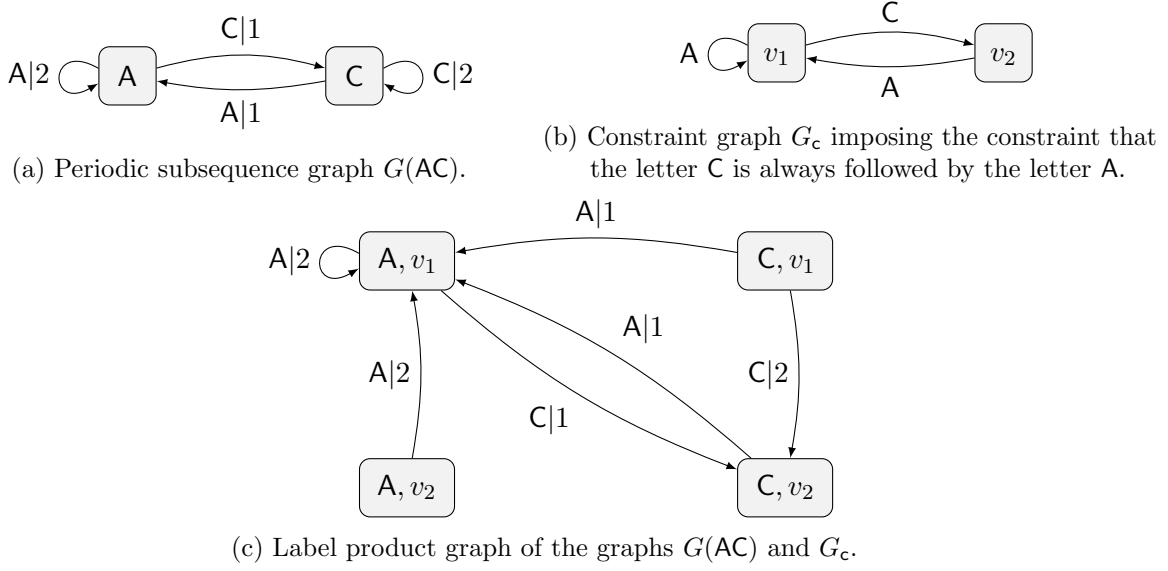 C|1
A|2
A
C
C|2
A|1
(a) Periodic subsequence graph G(AC).
C
A
v₁
v₂
A
(b) Constraint graph G_c imposing the constraint that
the letter C is always followed by the letter A.
A|1
A|2
A, v₁
C, v₁
A|1
A|2
C|2
C|1
A, v₂
C, v₂
(c) Label product graph of the graphs G(AC) and G_c.